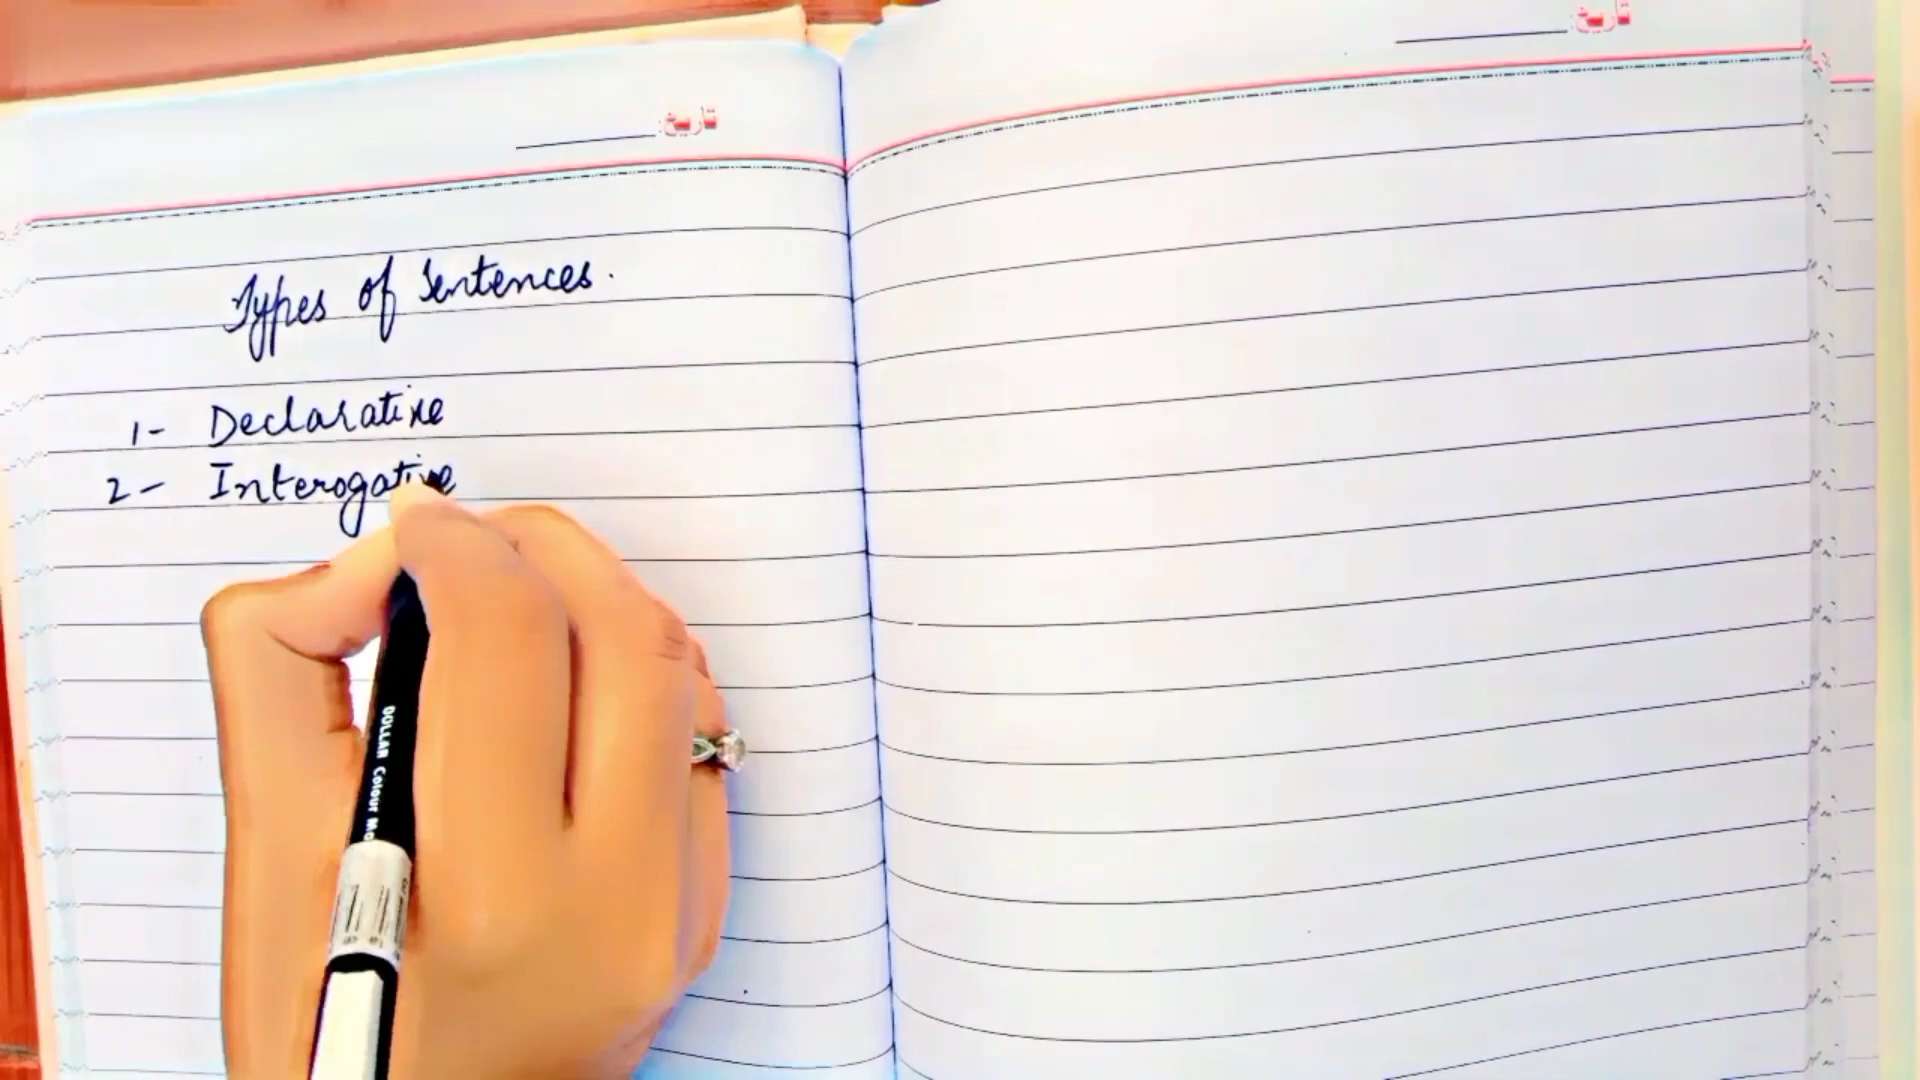 تاریخ:
تاریخ:
Types of Sentences.
1- Declarative
2- Interogative
DOLLAR Colour